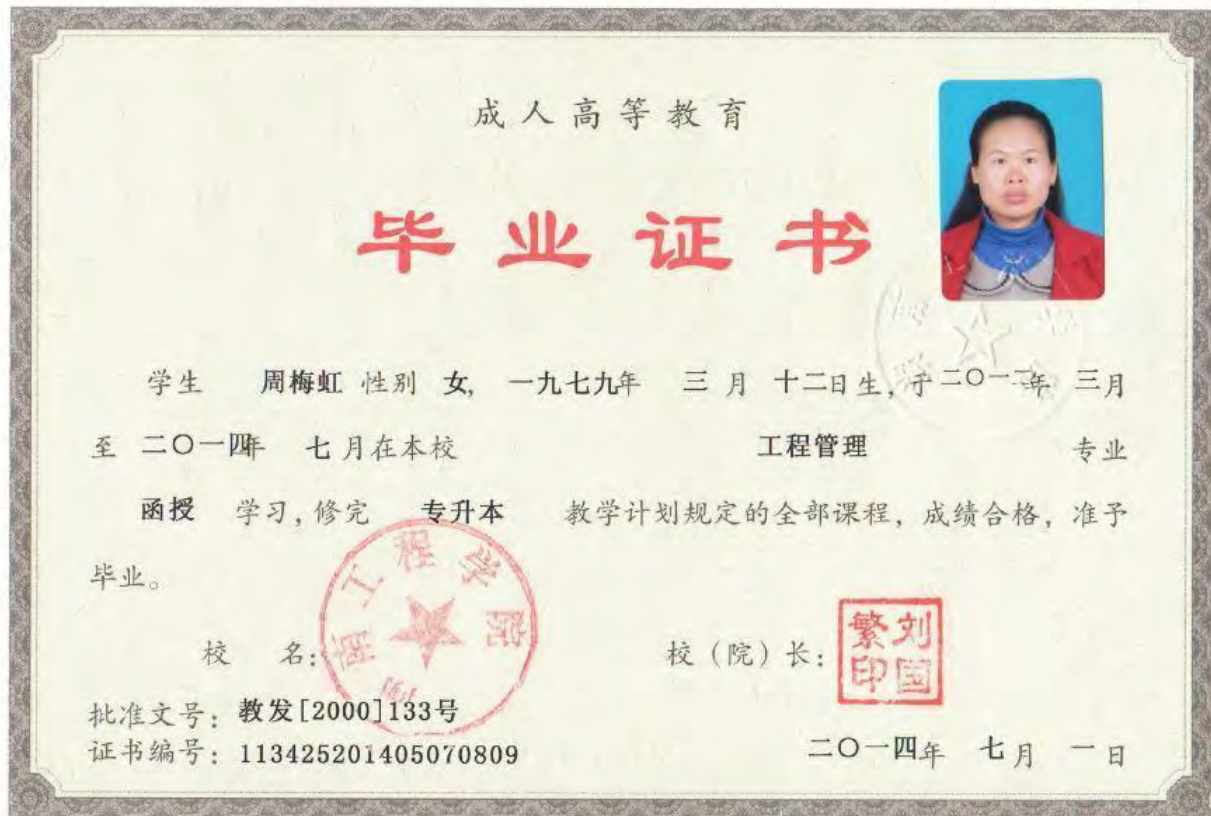 成人高等教育
毕业证书
学生 周梅虹 性别 女, 一九七九年 三月 十二日生,于二〇一二年 三月
至 二〇一四年 七月在本校 工程管理 专业
函授 学习,修完 专升本 教学计划规定的全部课程,成绩合格,准予
毕业。
校 名: 南工程学院
校(院)长: 刘国繁印
批准文号: 教发[2000]133号
证书编号: 113425201405070809
二〇一四年 七月 一日